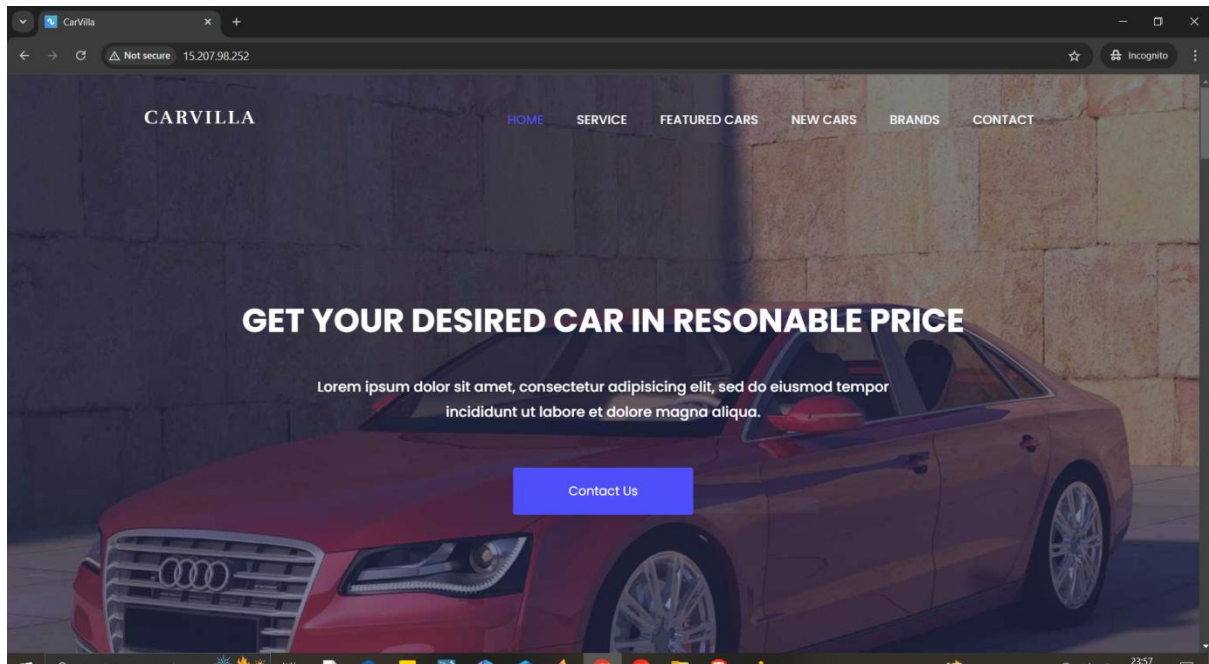 CarVilla
Not secure 15.207.98.252
Incognito
CARVILLA
HOME SERVICE FEATURED CARS NEW CARS BRANDS CONTACT
GET YOUR DESIRED CAR IN RESONABLE PRICE
Lorem ipsum dolor sit amet, consectetur adipisicing elit, sed do eiusmod tempor
incididunt ut labore et dolore magna aliqua.
Contact Us
23:57